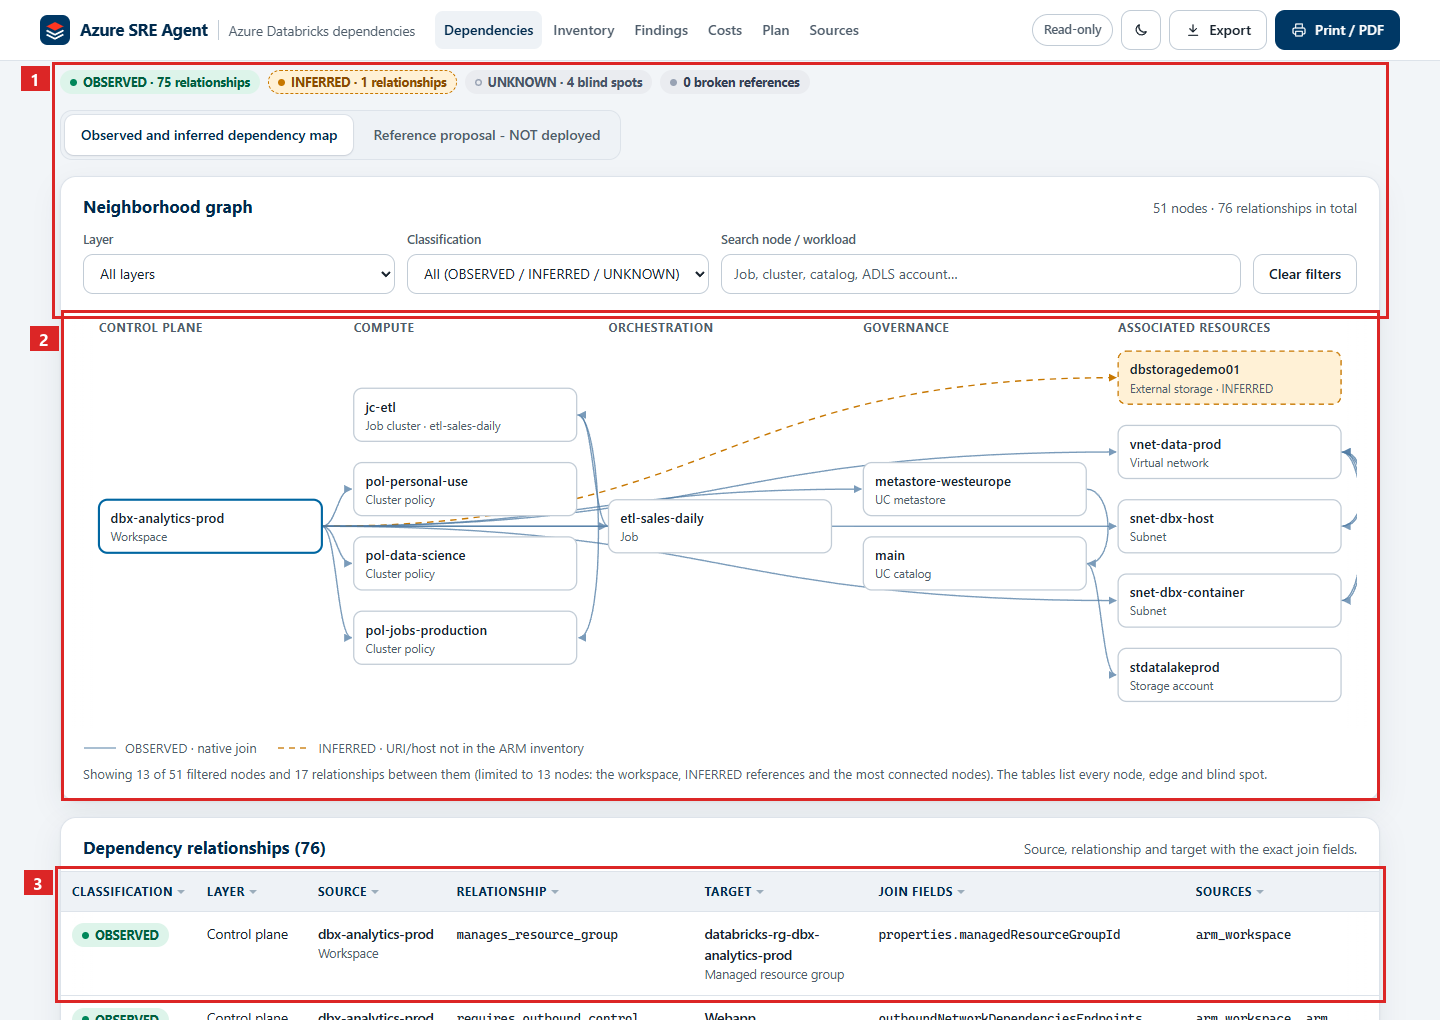 Azure SRE Agent
Azure Databricks dependencies
Dependencies
Inventory
Findings
Costs
Plan
Sources
Read-only
Export
Print / PDF
1
OBSERVED · 75 relationships
INFERRED · 1 relationships
UNKNOWN · 4 blind spots
0 broken references
Observed and inferred dependency map
Reference proposal - NOT deployed
Neighborhood graph
51 nodes · 76 relationships in total
Layer
Classification
Search node / workload
All layers
All (OBSERVED / INFERRED / UNKNOWN)
Job, cluster, catalog, ADLS account...
Clear filters
2
CONTROL PLANE
COMPUTE
ORCHESTRATION
GOVERNANCE
ASSOCIATED RESOURCES
dbx-analytics-prod
Workspace
jc-etl
Job cluster · etl-sales-daily
pol-personal-use
Cluster policy
pol-data-science
Cluster policy
pol-jobs-production
Cluster policy
etl-sales-daily
Job
metastore-westeurope
UC metastore
main
UC catalog
dbstoragedemo01
External storage · INFERRED
vnet-data-prod
Virtual network
snet-dbx-host
Subnet
snet-dbx-container
Subnet
stdatalakeprod
Storage account
OBSERVED · native join
INFERRED · URI/host not in the ARM inventory
Showing 13 of 51 filtered nodes and 17 relationships between them (limited to 13 nodes: the workspace, INFERRED references and the most connected nodes). The tables list every node, edge and blind spot.
Dependency relationships (76)
Source, relationship and target with the exact join fields.
3
CLASSIFICATION
LAYER
SOURCE
RELATIONSHIP
TARGET
JOIN FIELDS
SOURCES
OBSERVED
Control plane
dbx-analytics-prod
Workspace
manages_resource_group
databricks-rg-dbx-
analytics-prod
Managed resource group
properties.managedResourceGroupId
arm_workspace
OBSERVED
Control plane
dbx-analytics-prod
requires_outbound_control
Webapp
outboundNetworkDependenciesEndpoints
arm_workspace, arm